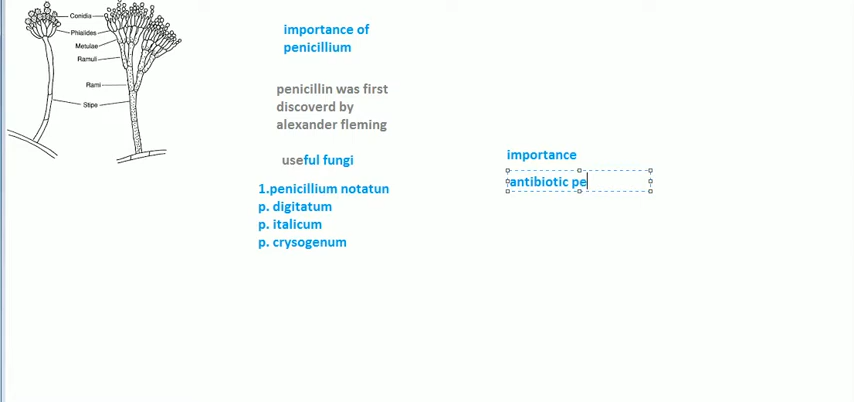 Conidia
Phialides
Metulae
Ramuli
Rami
Stipe
importance of
penicillium
penicillin was first
discoverd by
alexander fleming
useful fungi
1.penicillium notatun
p. digitatum
p. italicum
p. crysogenum
importance
antibiotic pe